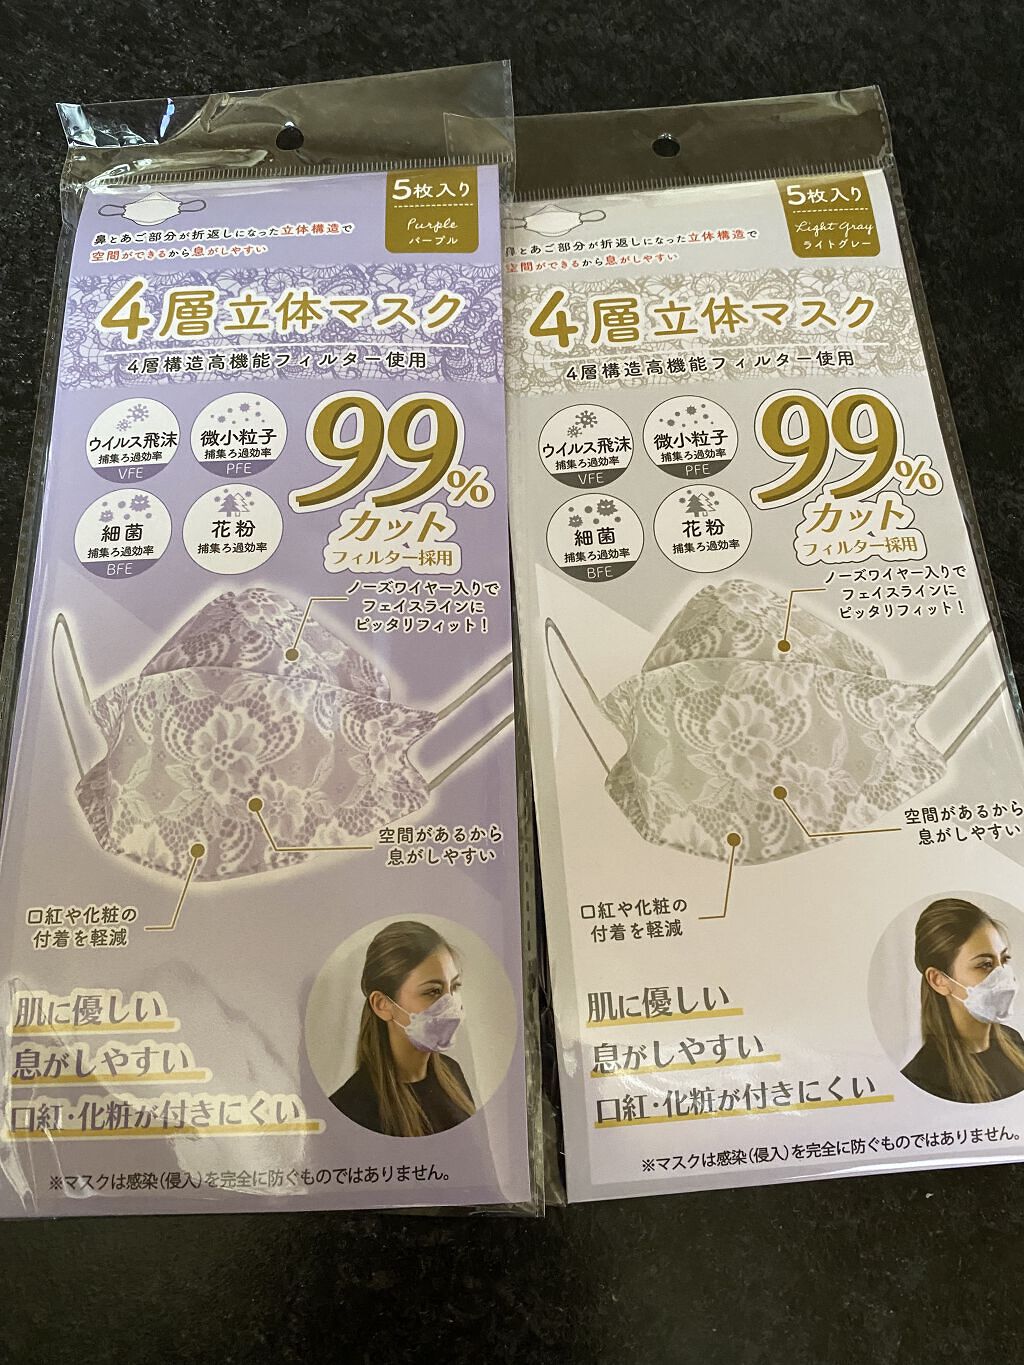 5枚入り
Purple
パープル
鼻とあご部分が折返しになった立体構造で
空間ができるから息がしやすい
4層立体マスク
4層構造高機能フィルター使用
ウイルス飛沫
捕集ろ過効率
VFE
微小粒子
捕集ろ過効率
PFE
細菌
捕集ろ過効率
BFE
花粉
捕集ろ過効率
99%
カット
フィルター採用
ノーズワイヤー入りで
フェイスラインに
ピッタリフィット!
空間があるから
息がしやすい
口紅や化粧の
付着を軽減
肌に優しい
息がしやすい
口紅・化粧が付きにくい
※マスクは感染(侵入)を完全に防ぐものではありません。
5枚入り
Light Gray
ライトグレー
鼻とあご部分が折返しになった立体構造で
空間ができるから息がしやすい
4層立体マスク
4層構造高機能フィルター使用
ウイルス飛沫
捕集ろ過効率
VFE
微小粒子
捕集ろ過効率
PFE
細菌
捕集ろ過効率
BFE
花粉
捕集ろ過効率
99%
カット
フィルター採用
ノーズワイヤー入りで
フェイスラインに
ピッタリフィット!
空間があるから
息がしやすい
口紅や化粧の
付着を軽減
肌に優しい
息がしやすい
口紅・化粧が付きにくい
※マスクは感染(侵入)を完全に防ぐものではありません。